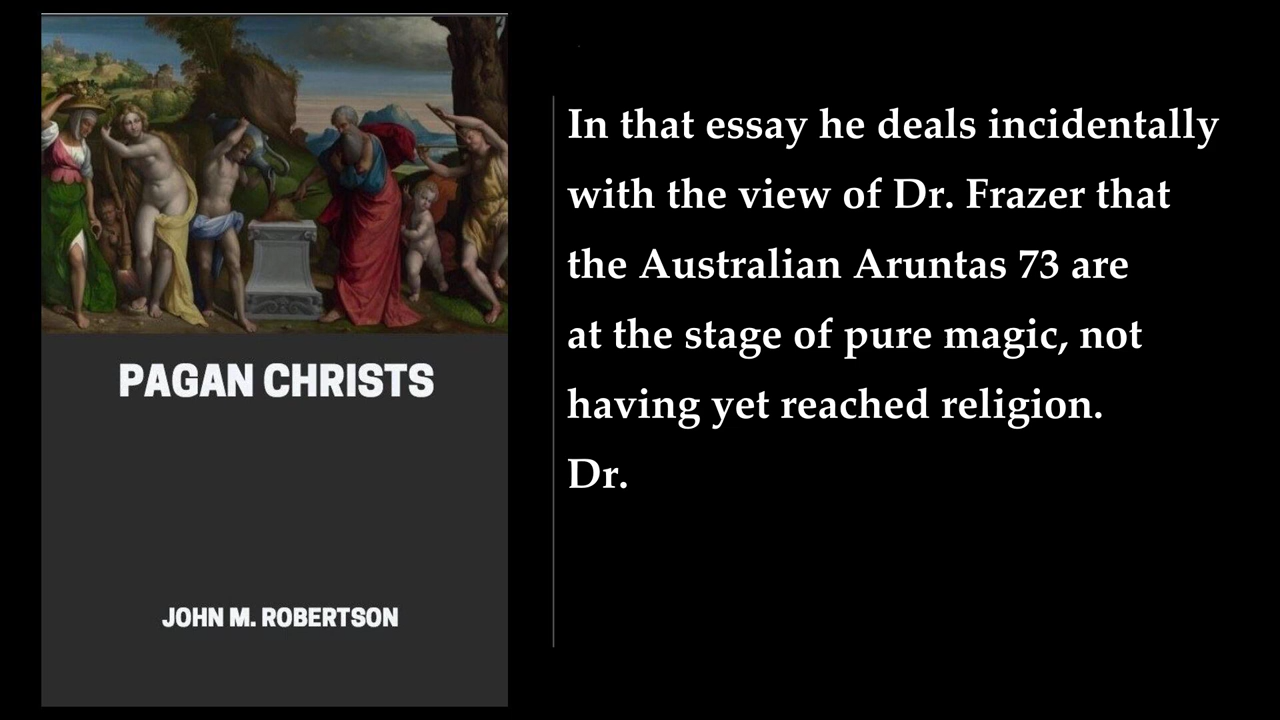 PAGAN CHRISTS
JOHN M. ROBERTSON
In that essay he deals incidentally
with the view of Dr. Frazer that
the Australian Aruntas 73 are
at the stage of pure magic, not
having yet reached religion.
Dr.